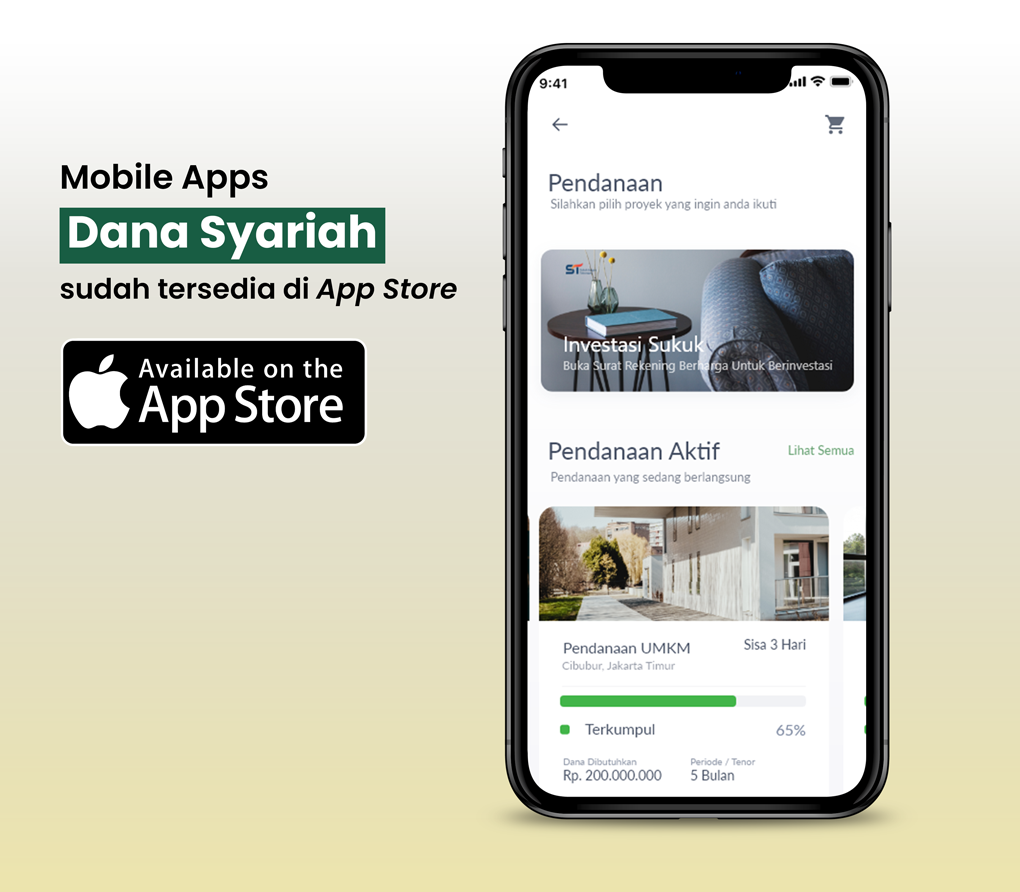 Mobile Apps
Dana Syariah
sudah tersedia di App Store
Available on the
App Store
9:41
Pendanaan
Silahkan pilih proyek yang ingin anda ikuti
ST
Investasi Sukuk
Buka Surat Rekening Berharga Untuk Berinvestasi
Pendanaan Aktif
Lihat Semua
Pendanaan yang sedang berlangsung
Pendanaan UMKM
Sisa 3 Hari
Cibubur, Jakarta Timur
Terkumpul
65%
Dana Dibutuhkan
Periode / Tenor
Rp. 200.000.000
5 Bulan